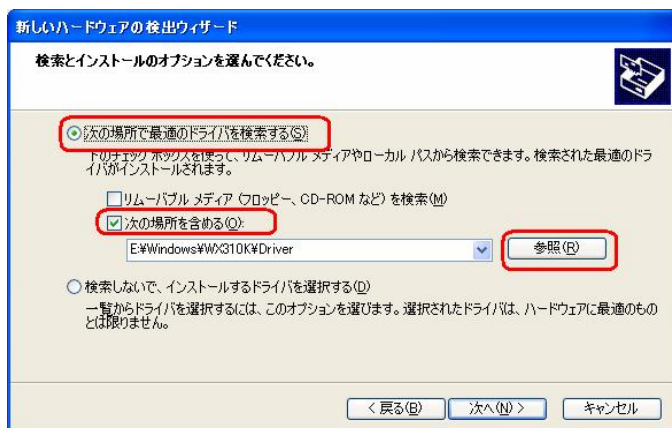 新しいハードウェアの検出ウィザード
検索とインストールのオプションを選んでください。
次の場所で最適のドライバを検索する(S)
下のチェック ボックスを使って、リムーバブル メディアやローカル パスから検索できます。検索された最適のドラ
イバがインストールされます。
リムーバブル メディア (フロッピー、CD-ROM など) を検索(M)
次の場所を含める(O):
E:¥Windows¥WX310K¥Driver
参照(R)
検索しないで、インストールするドライバを選択する(D)
一覧からドライバを選択するには、このオプションを選びます。選択されたドライバは、ハードウェアに最適のもの
とは限りません。
< 戻る(B)
次へ(N) >
キャンセル